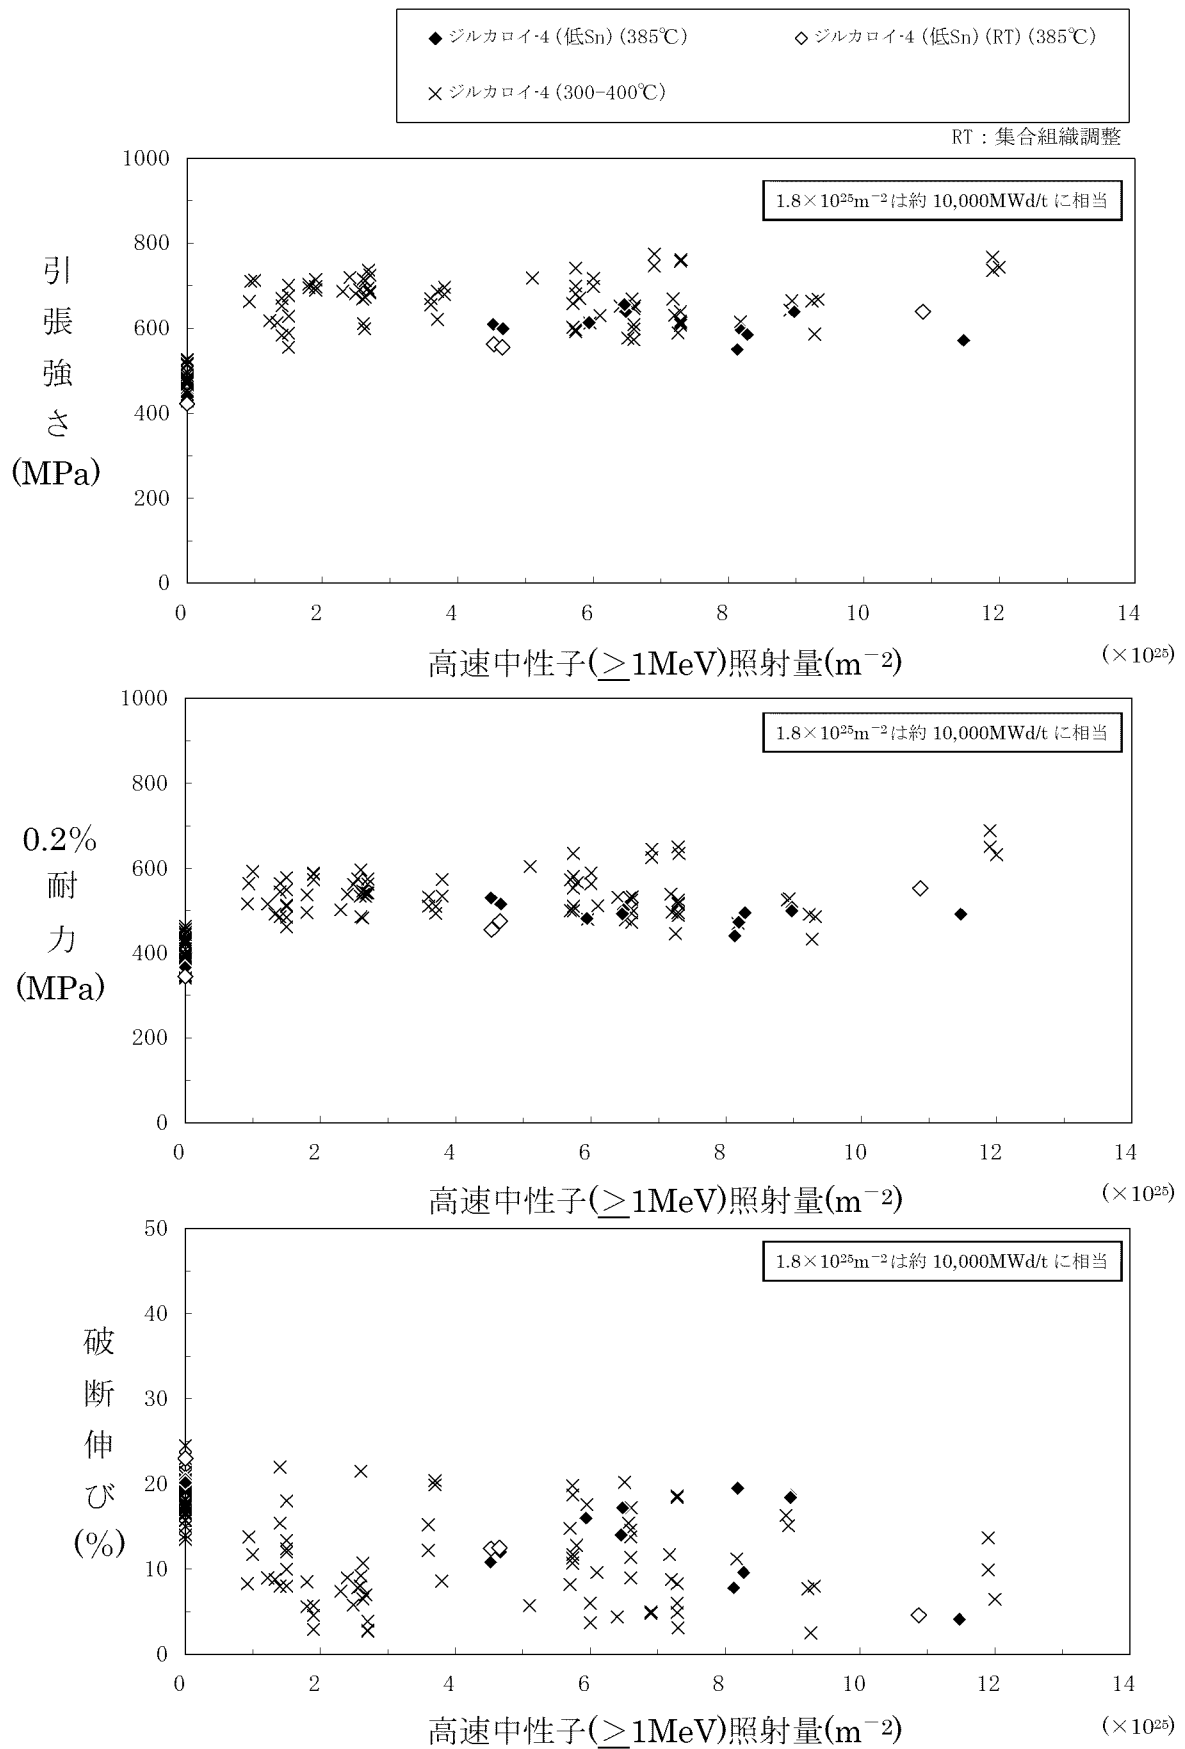 ◆ ジルカロイ-4 (低Sn) (385℃) ◇ ジルカロイ-4 (低Sn) (RT) (385℃)
× ジルカロイ-4 (300-400℃)
RT：集合組織調整
1.8×10²⁵m⁻²は約 10,000MWd/t に相当
引張強さ
(MPa)
1000
800
600
400
200
0
0 2 4 6 8 10 12 14
高速中性子(≥1MeV)照射量(m⁻²) (×10²⁵)
1.8×10²⁵m⁻²は約 10,000MWd/t に相当
0.2%
耐力
(MPa)
1000
800
600
400
200
0
0 2 4 6 8 10 12 14
高速中性子(≥1MeV)照射量(m⁻²) (×10²⁵)
1.8×10²⁵m⁻²は約 10,000MWd/t に相当
破断伸び
(%)
50
40
30
20
10
0
0 2 4 6 8 10 12 14
高速中性子(≥1MeV)照射量(m⁻²) (×10²⁵)